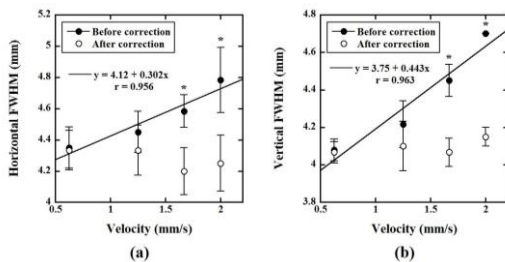 Horizontal FWHM (mm)
5
4.8
4.6
4.4
4.2
4
Before correction
After correction
y = 4.12 + 0.302x
r = 0.956
*
*
0.5
1
1.5
2
Velocity (mm/s)
(a)
Vertical FWHM (mm)
4.8
4.6
4.4
4.2
4
3.8
Before correction
After correction
y = 3.75 + 0.443x
r = 0.963
*
*
0.5
1
1.5
2
Velocity (mm/s)
(b)